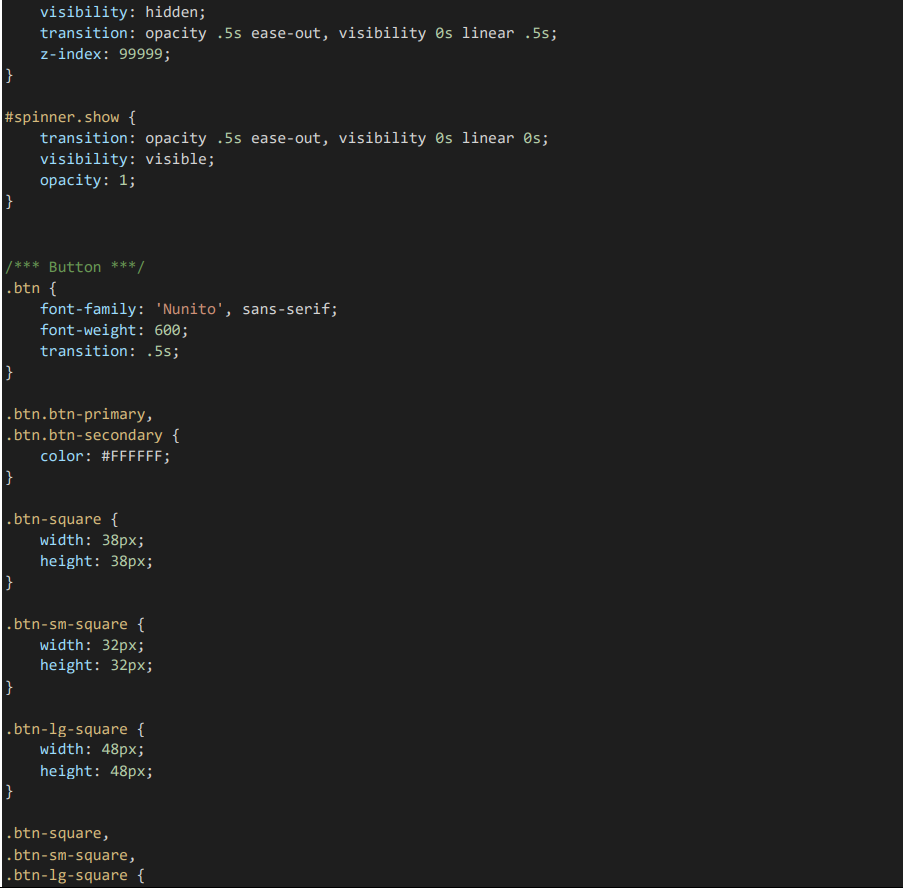 visibility: hidden;
    transition: opacity .5s ease-out, visibility 0s linear .5s;
    z-index: 99999;
}

#spinner.show {
    transition: opacity .5s ease-out, visibility 0s linear 0s;
    visibility: visible;
    opacity: 1;
}


/*** Button ***/
.btn {
    font-family: 'Nunito', sans-serif;
    font-weight: 600;
    transition: .5s;
}

.btn.btn-primary,
.btn.btn-secondary {
    color: #FFFFFF;
}

.btn-square {
    width: 38px;
    height: 38px;
}

.btn-sm-square {
    width: 32px;
    height: 32px;
}

.btn-lg-square {
    width: 48px;
    height: 48px;
}

.btn-square,
.btn-sm-square,
.btn-lg-square {